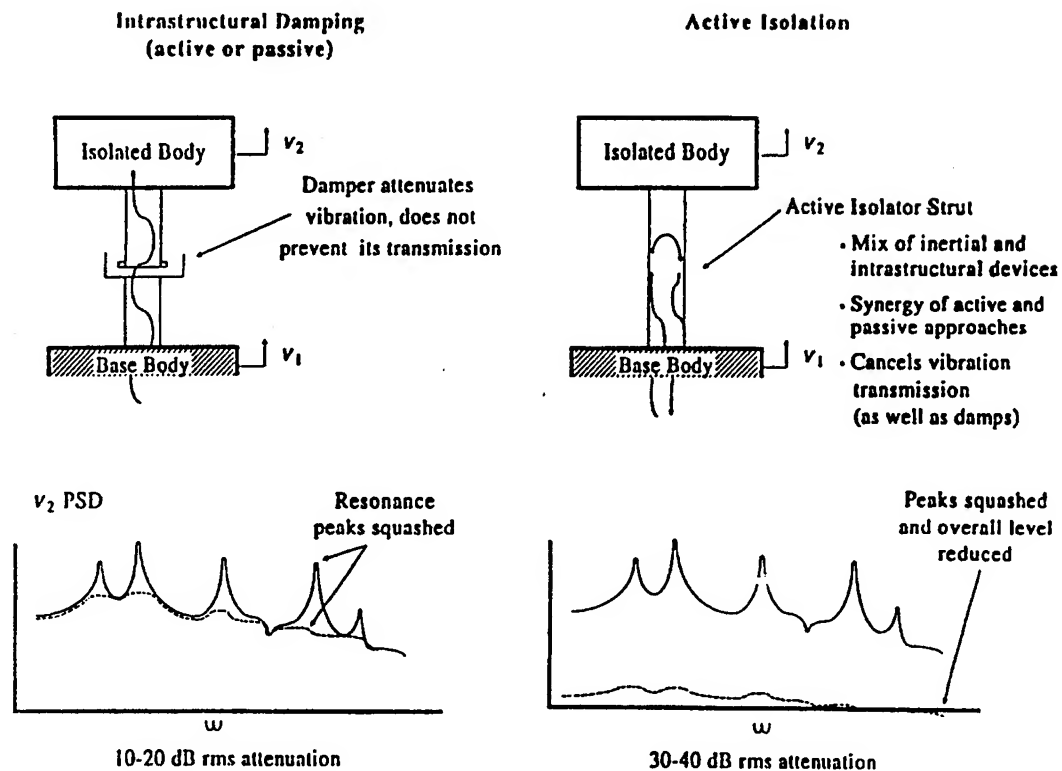 Intrastructural Damping
(active or passive)
Isolated Body
v₂
Damper attenuates
vibration, does not
prevent its transmission
v₁
Base Body
v₂ PSD
Resonance
peaks squashed
ω
10-20 dB rms attenuation
Active Isolation
Isolated Body
v₂
Active Isolator Strut
• Mix of inertial and
intrastructural devices
• Synergy of active and
passive approaches
• Cancels vibration
transmission
(as well as damps)
v₁
Base Body
Peaks squashed
and overall level
reduced
ω
30-40 dB rms attenuation